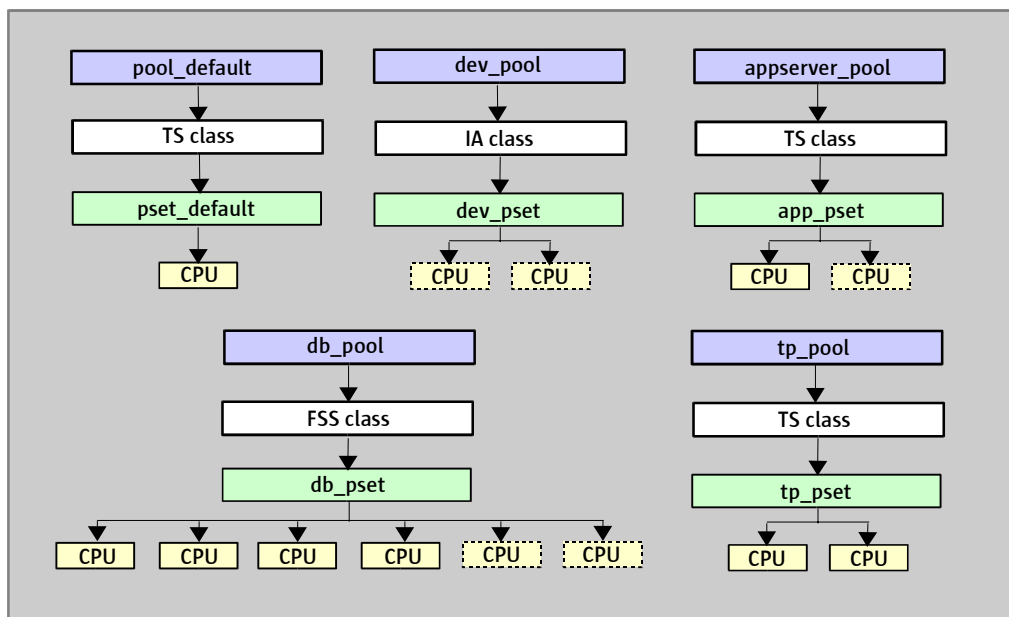 pool_default
TS class
pset_default
CPU
dev_pool
IA class
dev_pset
CPU CPU
appserver_pool
TS class
app_pset
CPU CPU
db_pool
FSS class
db_pset
CPU CPU CPU CPU CPU CPU
tp_pool
TS class
tp_pset
CPU CPU